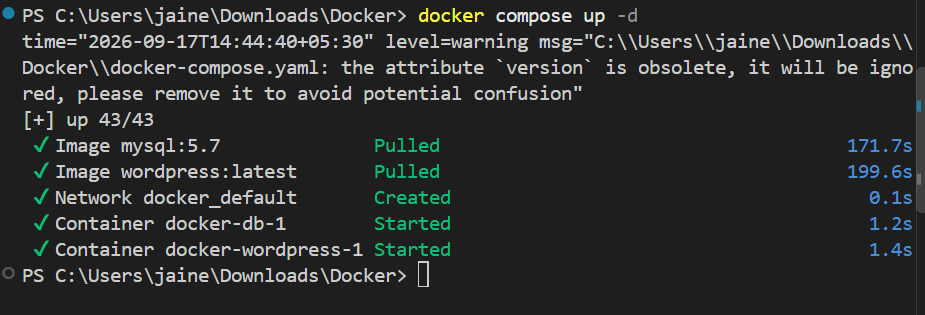 PS C:\Users\jaine\Downloads\Docker> docker compose up -d
time="2026-09-17T14:44:40+05:30" level=warning msg="C:\\Users\\jaine\\Downloads\\
Docker\\docker-compose.yaml: the attribute `version` is obsolete, it will be igno
red, please remove it to avoid potential confusion"
[+] up 43/43
✔ Image mysql:5.7 Pulled 171.7s
✔ Image wordpress:latest Pulled 199.6s
✔ Network docker_default Created 0.1s
✔ Container docker-db-1 Started 1.2s
✔ Container docker-wordpress-1 Started 1.4s
PS C:\Users\jaine\Downloads\Docker>